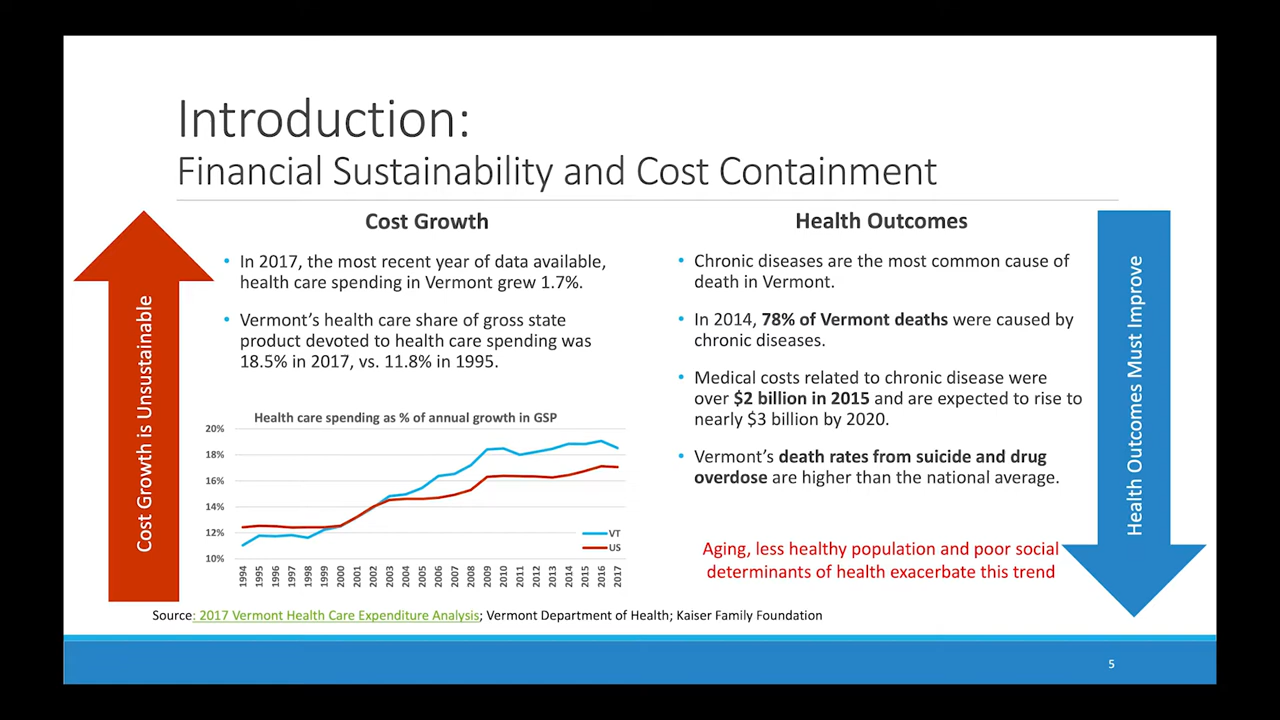 Introduction:
Financial Sustainability and Cost Containment
Cost Growth is Unsustainable
Cost Growth
• In 2017, the most recent year of data available,
health care spending in Vermont grew 1.7%.
• Vermont’s health care share of gross state
product devoted to health care spending was
18.5% in 2017, vs. 11.8% in 1995.
Health care spending as % of annual growth in GSP
20%
18%
16%
14%
12%
10%
VT
US
1994 1995 1996 1997 1998 1999 2000 2001 2002 2003 2004 2005 2006 2007 2008 2009 2010 2011 2012 2013 2014 2015 2016 2017
Health Outcomes
• Chronic diseases are the most common cause of
death in Vermont.
• In 2014, 78% of Vermont deaths were caused by
chronic diseases.
• Medical costs related to chronic disease were
over $2 billion in 2015 and are expected to rise to
nearly $3 billion by 2020.
• Vermont’s death rates from suicide and drug
overdose are higher than the national average.
Aging, less healthy population and poor social
determinants of health exacerbate this trend
Health Outcomes Must Improve
Source: 2017 Vermont Health Care Expenditure Analysis; Vermont Department of Health; Kaiser Family Foundation
5